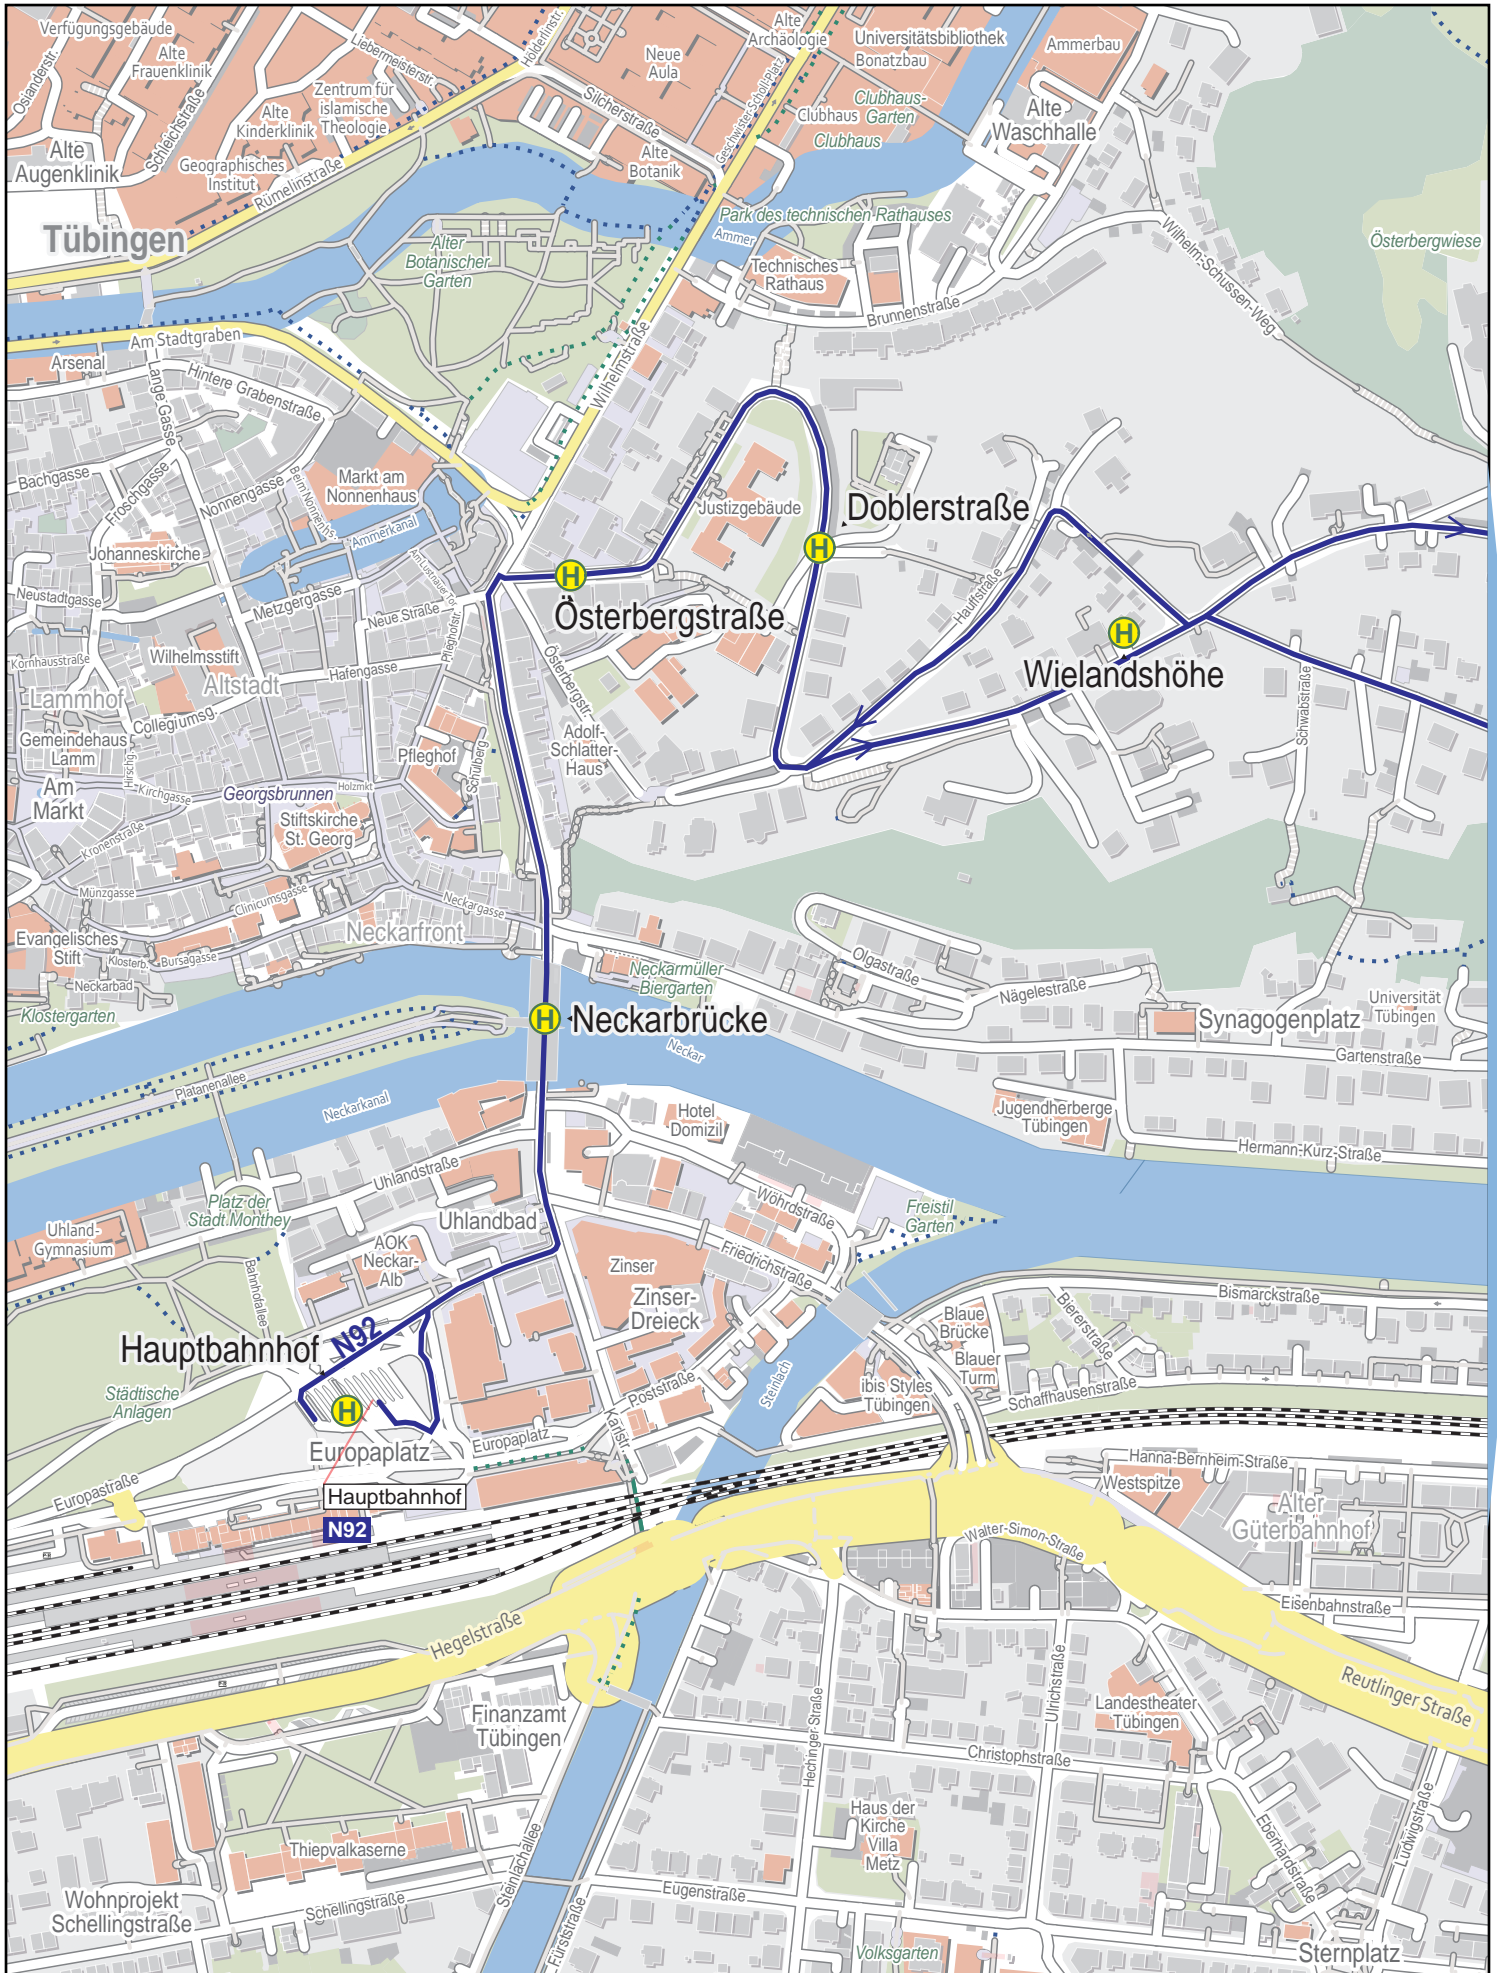 Verfügungsgebäude
Alte
Frauenklinik
Osianderstr.
Schleichstraße
Liebermeisterstr.
Hölderlinstr.
Zentrum für
islamische
Theologie
Alte
Kinderklinik
Geographisches
Institut
Rümelinstraße
Alte
Augenklinik
Tübingen
Neue
Aula
Silcherstraße
Alte
Botanik
Alte
Archäologie
Geschwister-Scholl-Platz
Universitätsbibliothek
Bonatzbau
Clubhaus-
Garten
Clubhaus
Clubhaus
Ammerbau
Alte
Waschhalle
Park des technischen Rathauses
Ammer
Technisches
Rathaus
Brunnenstraße
Wilhelm-Schussen-Weg
Österbergwiese
Alter
Botanischer
Garten
Wilhelmstraße
Am Stadtgraben
Arsenal
Lange Gasse
Hintere Grabenstraße
Bachgasse
Froschgasse
Nonnengasse
Beim Nonnenhs.
Markt am
Nonnenhaus
Ammerkanal
Am Lustnauer Tor
Johanneskirche
Neustadtgasse
Metzgergasse
Neue Straße
Pfleghofstr.
Kornhausstraße
Wilhelmsstift
Hafengasse
Altstadt
Lammhof
Collegiumsg.
Gemeindehaus
Lamm
Hirschg.
Pfleghof
Schulberg
Am
Markt
Kirchgasse
Georgsbrunnen
Holzmkt
Kronenstraße
Stiftskirche
St. Georg
Münzgasse
Clinicumsgasse
Neckargasse
Neckarfront
Evangelisches
Stift
Klosterb.
Bursagasse
Neckarbad
Klostergarten
Justizgebäude
Doblerstraße
H
H
Österbergstraße
Österbergstr.
Adolf-
Schlatter-
Haus
Hauffstraße
H
Wielandshöhe
Schwabstraße
Neckarmüller
Biergarten
Olgastraße
Nägelestraße
Synagogenplatz
Universität
Tübingen
Gartenstraße
H
Neckarbrücke
Neckar
Platanenallee
Neckarkanal
Hotel
Domizil
Jugendherberge
Tübingen
Hermann-Kurz-Straße
Uhlandstraße
Platz der
Stadt Monthey
Uhland-
Gymnasium
AOK
Neckar-
Alb
Uhlandbad
Bahnhofallee
Wöhrdstraße
Friedrichstraße
Freistil
Garten
Zinser
Zinser-
Dreieck
Bismarckstraße
Blaue
Brücke
Blauer
Turm
Bierstraße
Schaffhausenstraße
Hauptbahnhof
N92
H
Städtische
Anlagen
Poststraße
Karlstr.
Steinlach
ibis Styles
Tübingen
Europaplatz
Europaplatz
Hauptbahnhof
N92
Europastraße
Hanna-Bernheim-Straße
Westspitze
Alter
Güterbahnhof
Walter-Simon-Straße
Eisenbahnstraße
Hegelstraße
Reutlinger Straße
Finanzamt
Tübingen
Hechinger Straße
Ulrichstraße
Landestheater
Tübingen
Christophstraße
Thiepvalkaserne
Steinlachallee
Haus der
Kirche
Villa
Metz
Eberhardstraße
Ludwigstraße
Wohnprojekt
Schellingstraße
Schellingstraße
Eugenstraße
Fürststraße
Volksgarten
Sternplatz